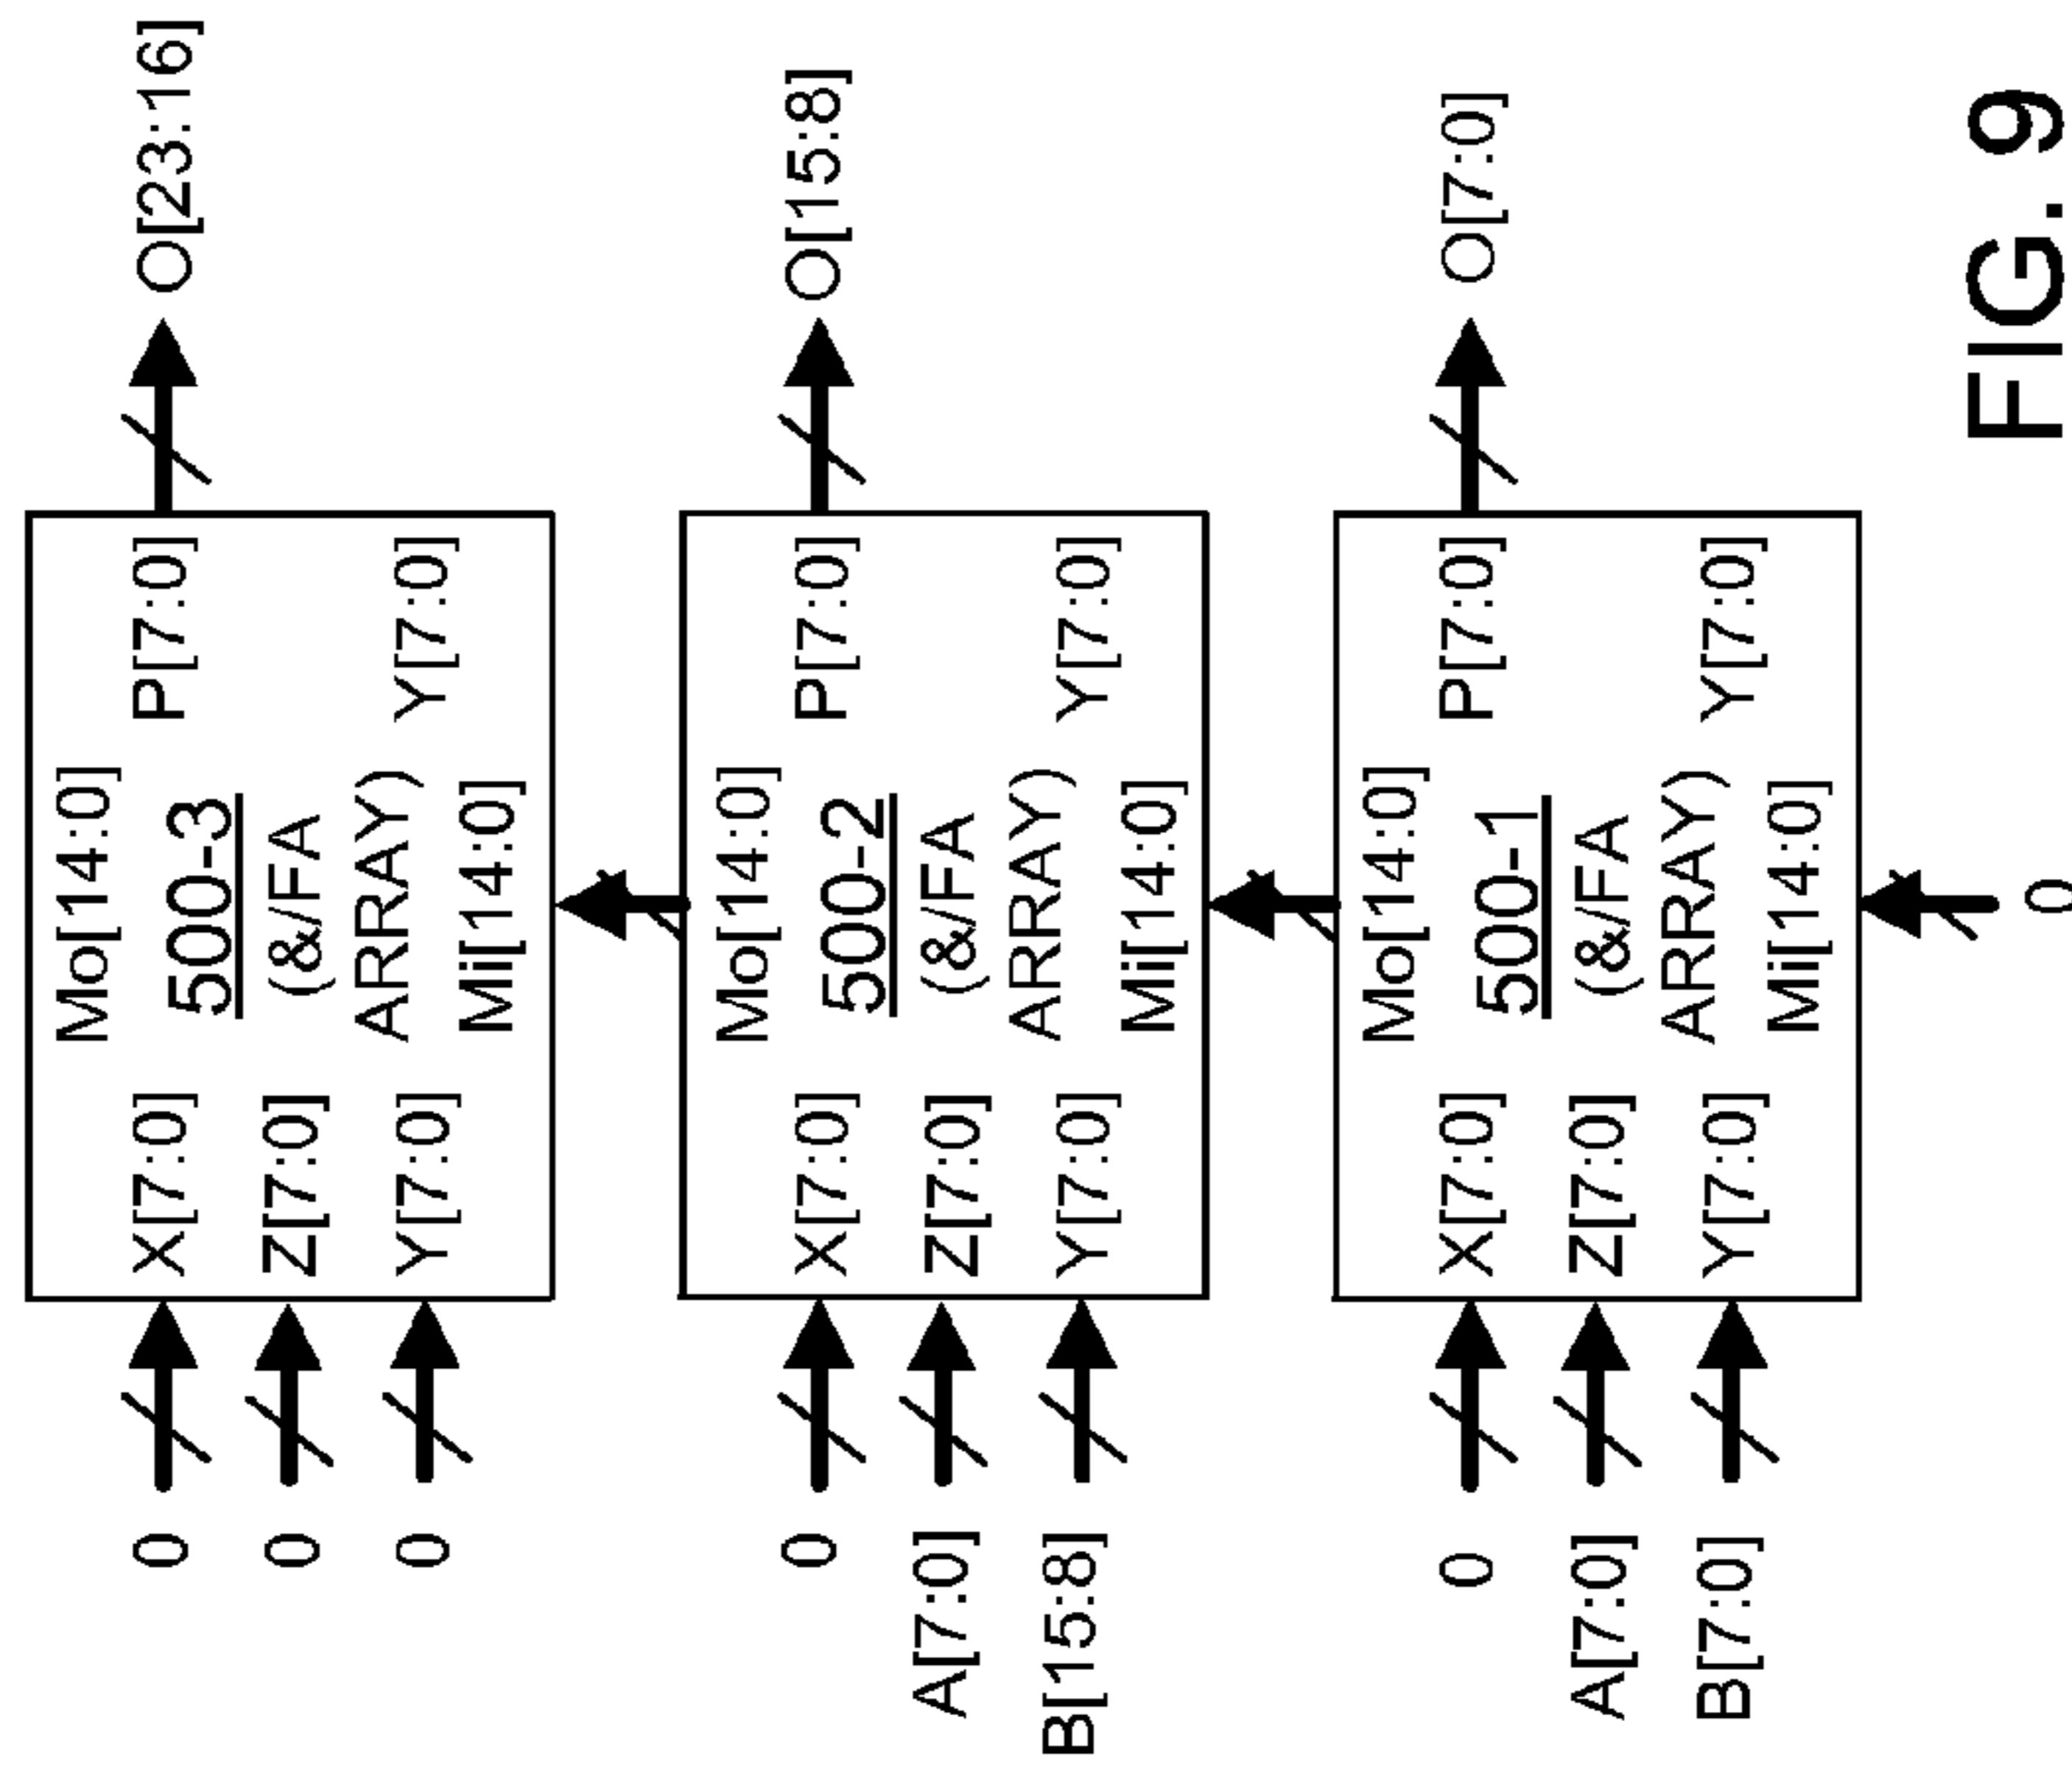 0
0
0
X[7:0]
Z[7:0]
Y[7:0]
Mo[14:0]
500-3
(&/FA
ARRAY)
Mi[14:0]
P[7:0]
Y[7:0]
O[23:16]
0
A[7:0]
B[15:8]
X[7:0]
Z[7:0]
Y[7:0]
Mo[14:0]
500-2
(&/FA
ARRAY)
Mi[14:0]
P[7:0]
Y[7:0]
O[15:8]
0
A[7:0]
B[7:0]
X[7:0]
Z[7:0]
Y[7:0]
Mo[14:0]
500-1
(&/FA
ARRAY)
Mi[14:0]
P[7:0]
Y[7:0]
O[7:0]
0
FIG. 9